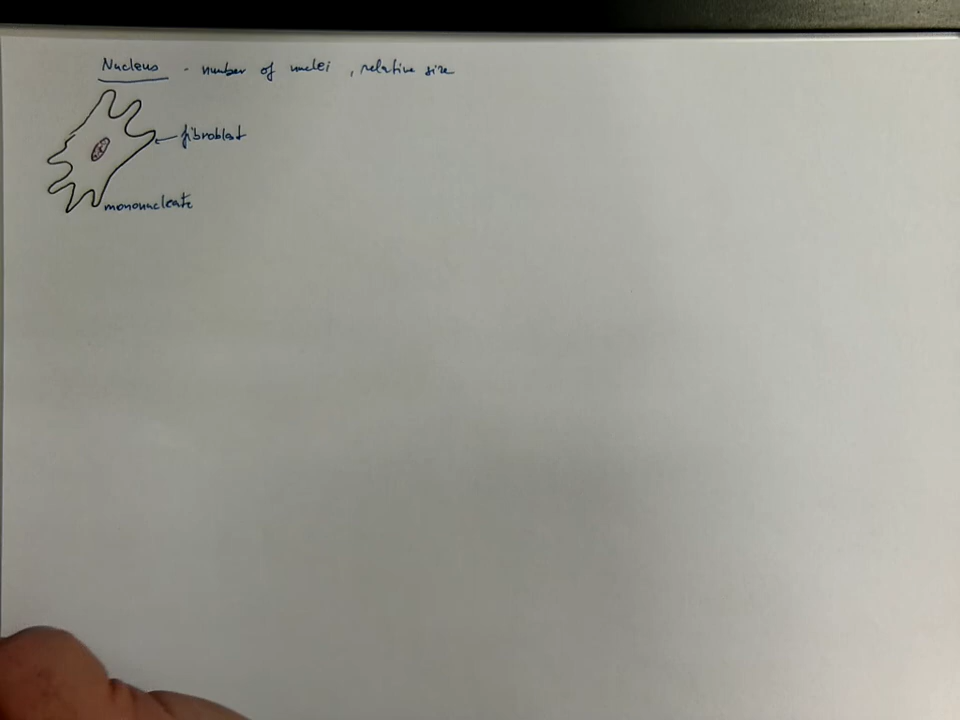 Nucleus - number of nuclei, relative size
fibroblast
mononucleate